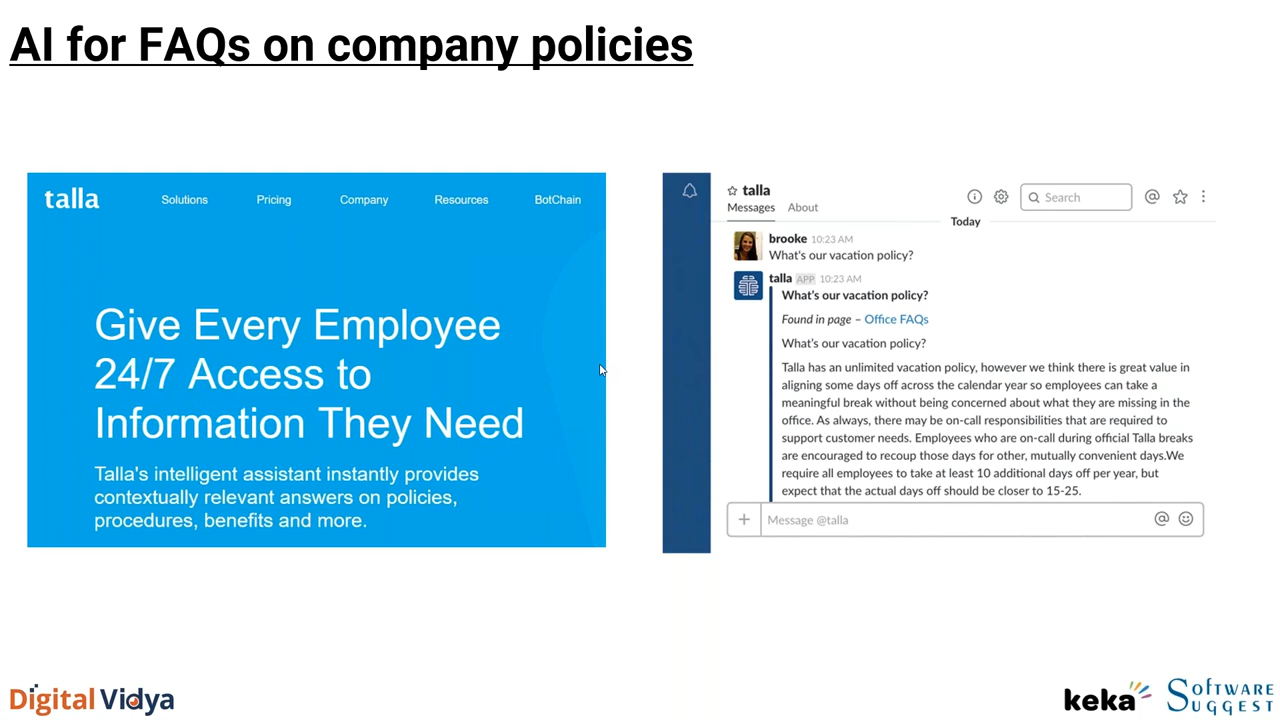 AI for FAQs on company policies
talla
Solutions Pricing Company Resources BotChain
Give Every Employee
24/7 Access to
Information They Need
Talla's intelligent assistant instantly provides
contextually relevant answers on policies,
procedures, benefits and more.
talla
Search
Messages About
Today
brooke 10:23 AM
What's our vacation policy?
talla APP 10:23 AM
What's our vacation policy?
Found in page – Office FAQs
What's our vacation policy?
Talla has an unlimited vacation policy, however we think there is great value in
aligning some days off across the calendar year so employees can take a
meaningful break without being concerned about what they are missing in the
office. As always, there may be on-call responsibilities that are required to
support customer needs. Employees who are on-call during official Talla breaks
are encouraged to recoup those days for other, mutually convenient days.We
require all employees to take at least 10 additional days off per year, but
expect that the actual days off should be closer to 15-25.
Message @talla
Digital Vidya
keka
Software
Suggest